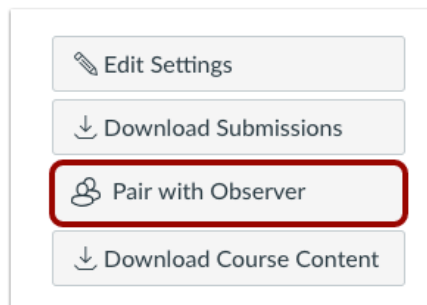 Edit Settings
Download Submissions
Pair with Observer
Download Course Content